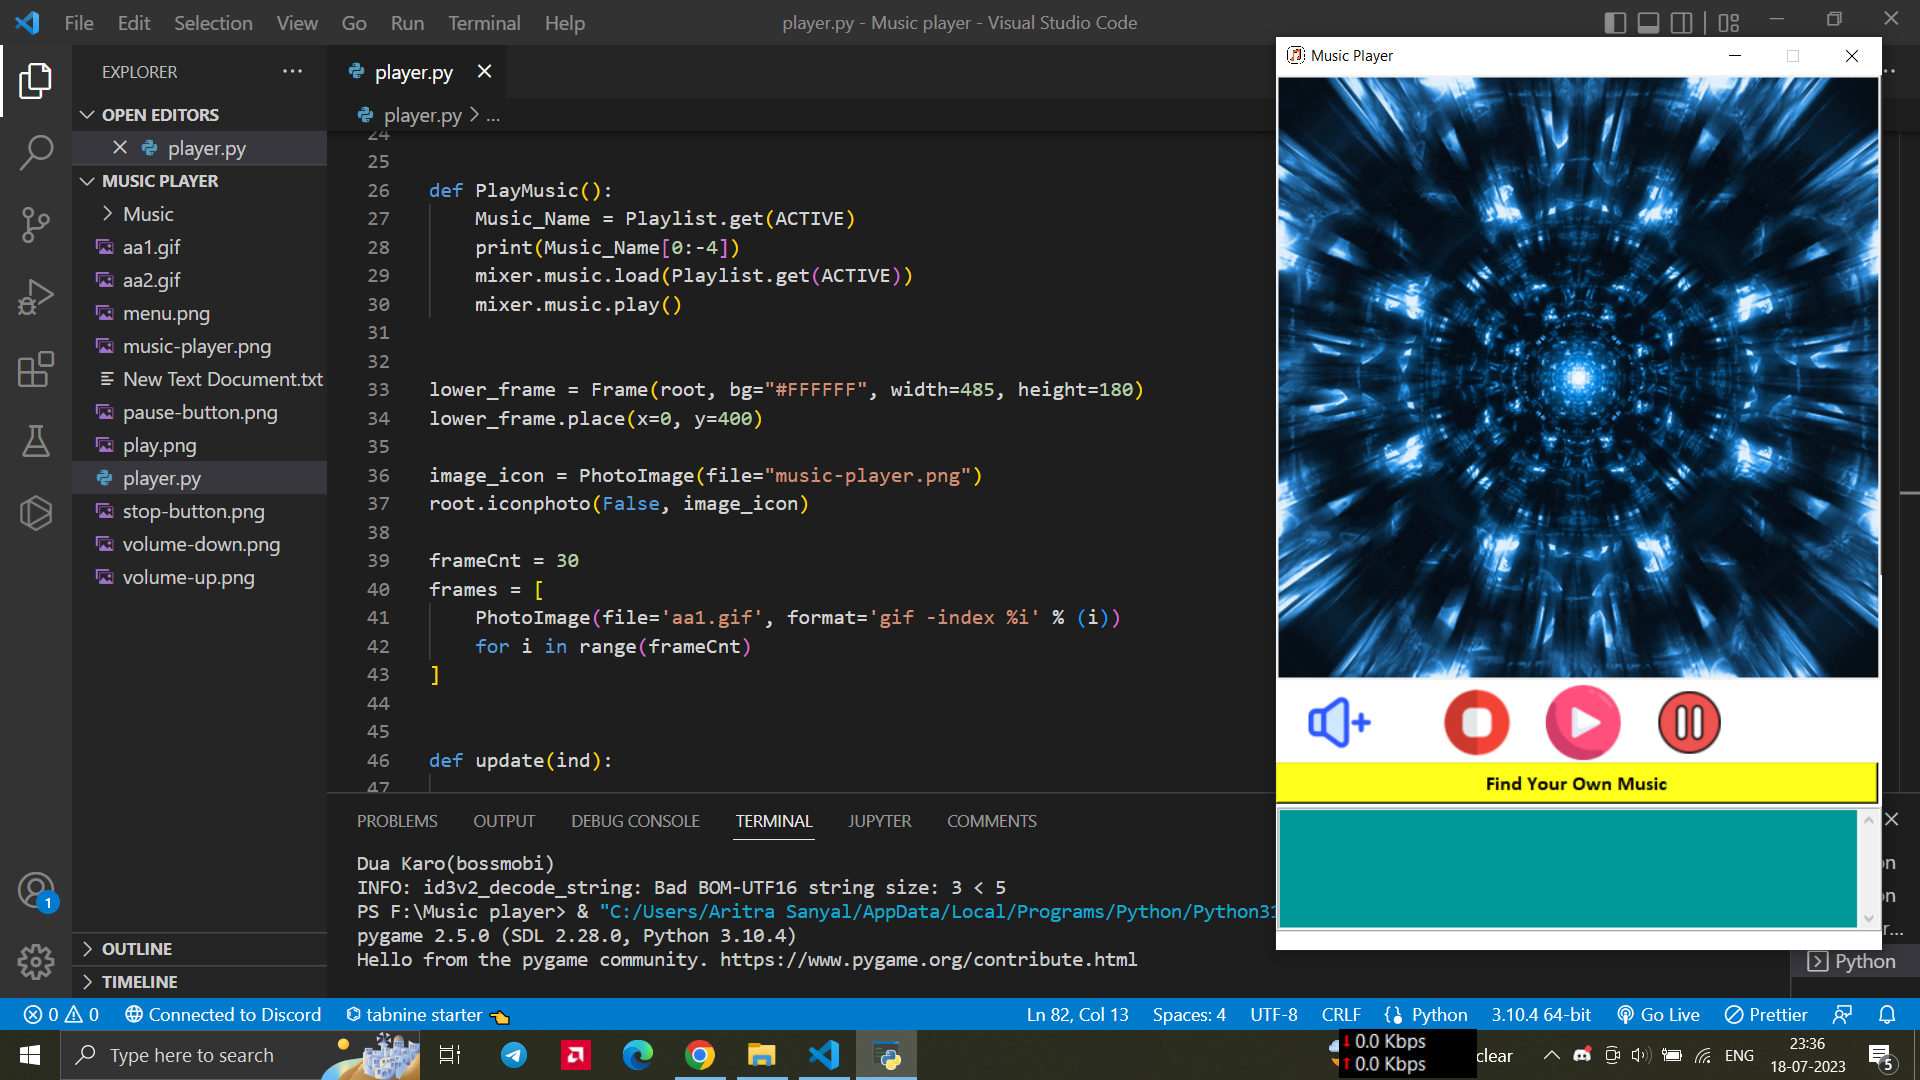 File Edit Selection View Go Run Terminal Help
player.py - Music player - Visual Studio Code
EXPLORER
OPEN EDITORS
player.py
MUSIC PLAYER
Music
aa1.gif
aa2.gif
menu.png
music-player.png
New Text Document.txt
pause-button.png
play.png
player.py
stop-button.png
volume-down.png
volume-up.png
OUTLINE
TIMELINE
player.py
player.py > ...
24
25
26 def PlayMusic():
27 Music_Name = Playlist.get(ACTIVE)
28 print(Music_Name[0:-4])
29 mixer.music.load(Playlist.get(ACTIVE))
30 mixer.music.play()
31
32
33 lower_frame = Frame(root, bg="#FFFFFF", width=485, height=180)
34 lower_frame.place(x=0, y=400)
35
36 image_icon = PhotoImage(file="music-player.png")
37 root.iconphoto(False, image_icon)
38
39 frameCnt = 30
40 frames = [
41 PhotoImage(file='aa1.gif', format='gif -index %i' % (i))
42 for i in range(frameCnt)
43 ]
44
45
46 def update(ind):
47
PROBLEMS OUTPUT DEBUG CONSOLE TERMINAL JUPYTER COMMENTS
Dua Karo(bossmobi)
INFO: id3v2_decode_string: Bad BOM-UTF16 string size: 3 < 5
PS F:\Music player> & "C:/Users/Aritra Sanyal/AppData/Local/Programs/Python/Python31
pygame 2.5.0 (SDL 2.28.0, Python 3.10.4)
Hello from the pygame community. https://www.pygame.org/contribute.html
Music Player
Find Your Own Music
on
on
r...
Python
1
0 0 Connected to Discord tabnine starter
Ln 82, Col 13 Spaces: 4 UTF-8 CRLF Python 3.10.4 64-bit Go Live Prettier
Type here to search
0.0 Kbps
0.0 Kbps
clear
ENG
23:36
18-07-2023
5